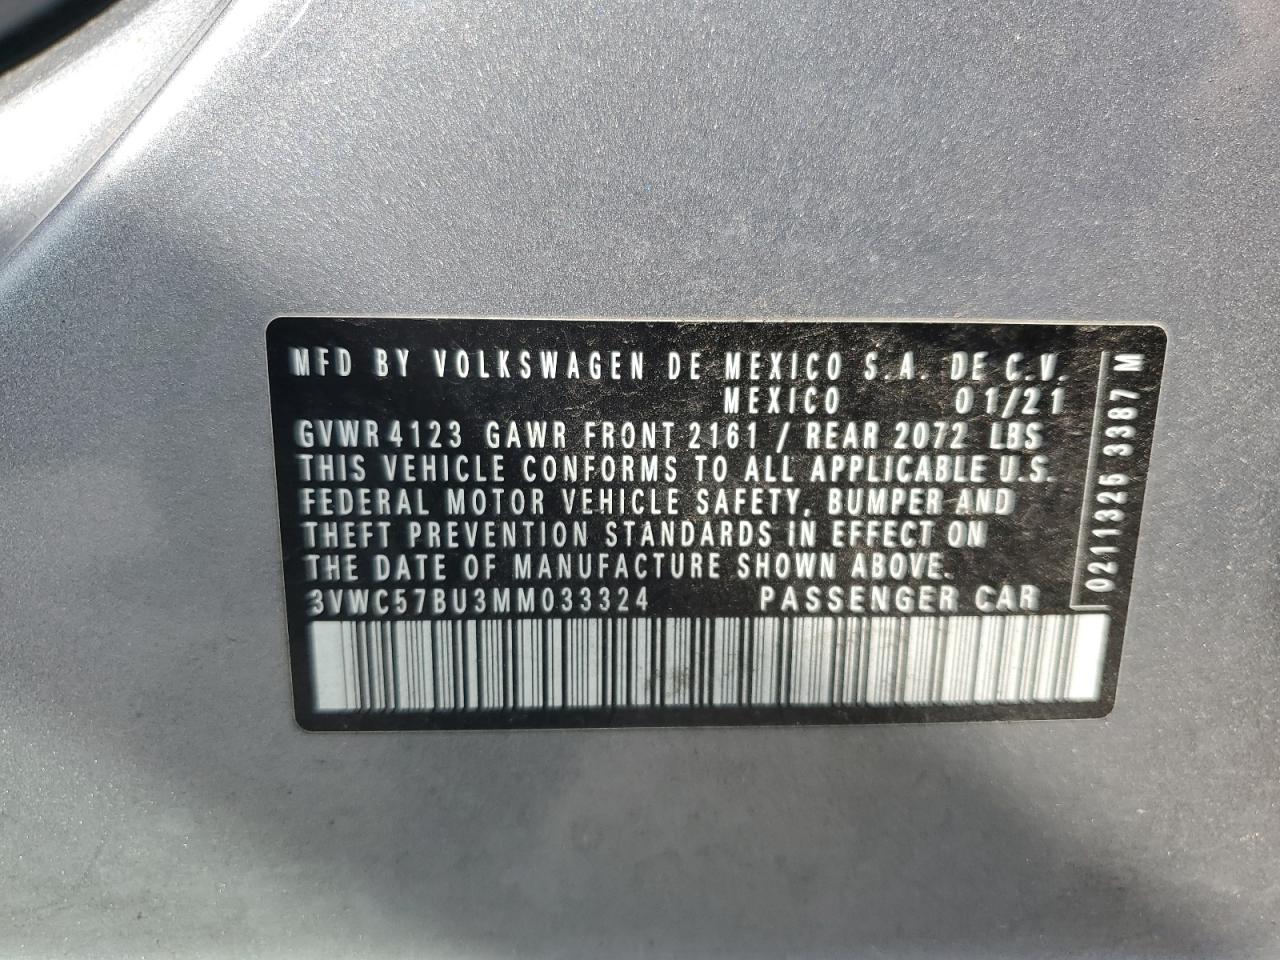 MFD BY VOLKSWAGEN DE MEXICO S.A. DE C.V.
MEXICO 01/21
GVWR 4123 GAWR FRONT 2161 / REAR 2072 LBS
THIS VEHICLE CONFORMS TO ALL APPLICABLE U.S.
FEDERAL MOTOR VEHICLE SAFETY, BUMPER AND
THEFT PREVENTION STANDARDS IN EFFECT ON
THE DATE OF MANUFACTURE SHOWN ABOVE.
3VWC57BU3MM033324 PASSENGER CAR
02113325 3387 M